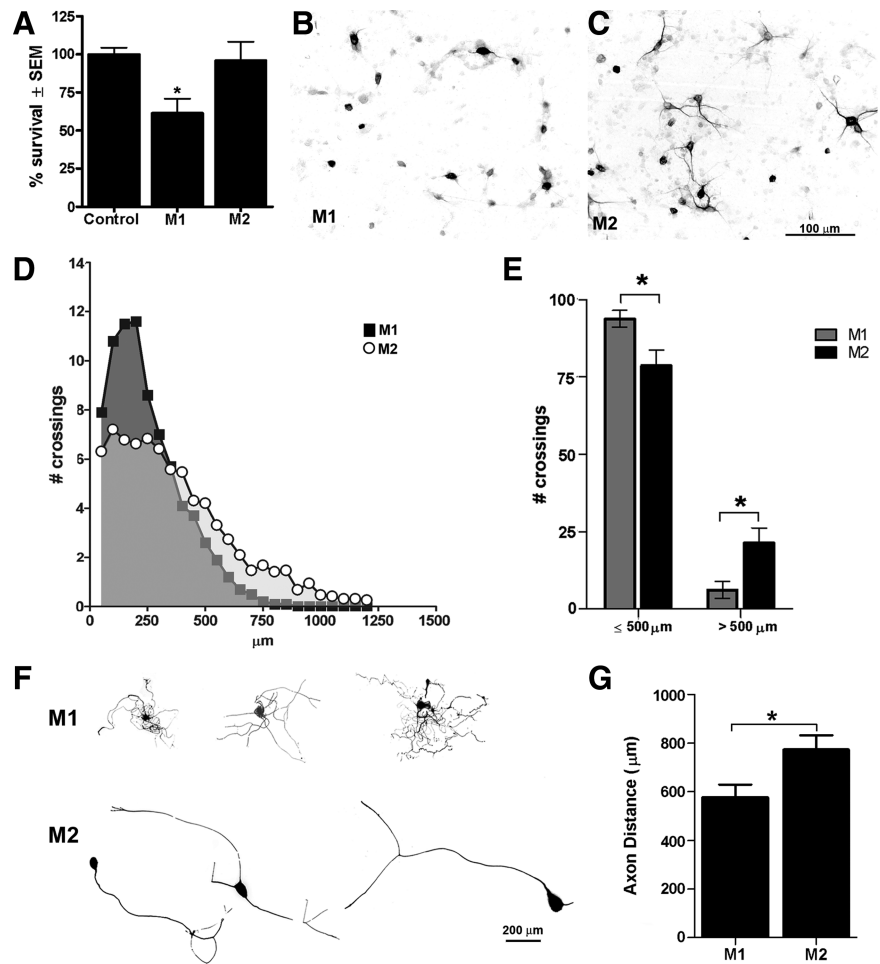 A
125
100
75
50
25
0
% survival ± SEM
*
Control M1 M2
B
M1
C
M2
100 µm
D
14
12
10
8
6
4
2
0
# crossings
M1
M2
0 250 500 750 1000 1250 1500
µm
E
100
75
50
25
0
# crossings
*
*
M1
M2
≤ 500 µm > 500 µm
F
M1
M2
200 µm
G
1000
800
600
400
200
0
Axon Distance (µm)
*
M1 M2